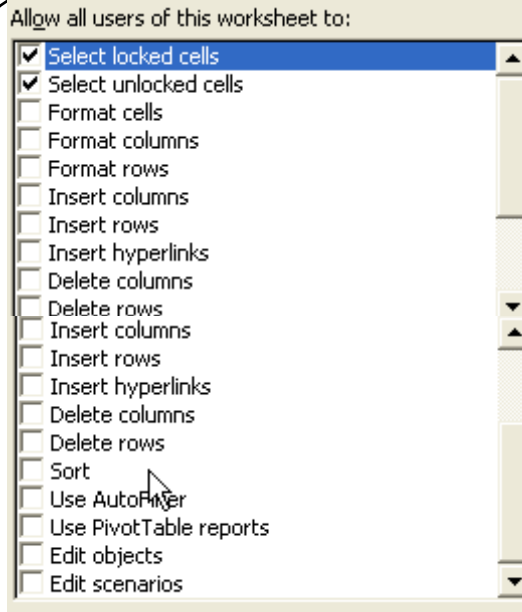 Allow all users of this worksheet to:
Select locked cells
Select unlocked cells
Format cells
Format columns
Format rows
Insert columns
Insert rows
Insert hyperlinks
Delete columns
Delete rows
Insert columns
Insert rows
Insert hyperlinks
Delete columns
Delete rows
Sort
Use AutoFilter
Use PivotTable reports
Edit objects
Edit scenarios